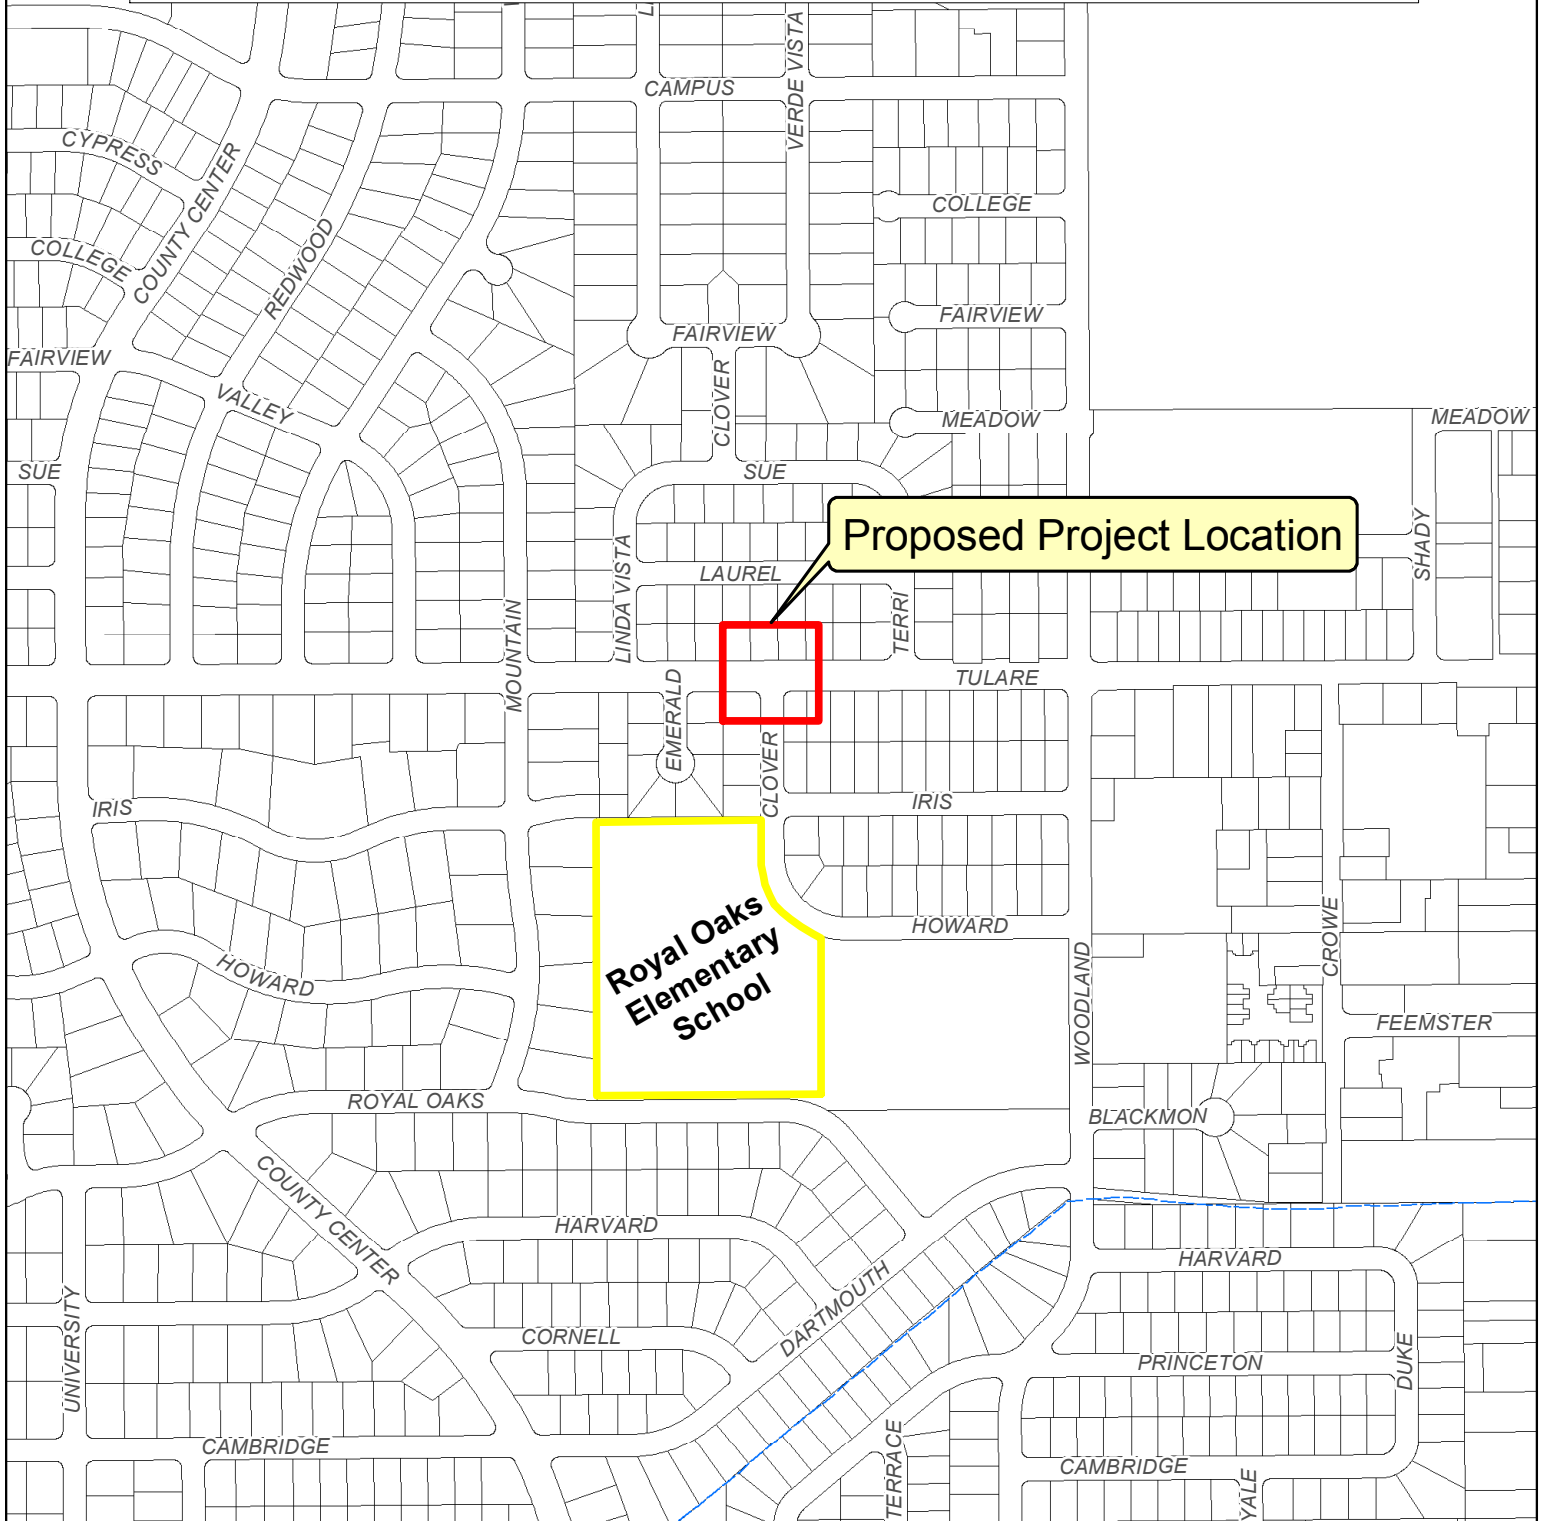 CAMPUS
VERDE VISTA
CYPRESS
COUNTY CENTER
COLLEGE
COLLEGE
REDWOOD
FAIRVIEW
FAIRVIEW
FAIRVIEW
VALLEY
CLOVER
MEADOW
MEADOW
SUE
SUE
Proposed Project Location
SHADY
LINDA VISTA
LAUREL
TERRI
MOUNTAIN
EMERALD
TULARE
CLOVER
IRIS
IRIS
Royal Oaks
Elementary
School
HOWARD
HOWARD
WOODLAND
CROWE
FEEMSTER
ROYAL OAKS
BLACKMON
COUNTY CENTER
HARVARD
HARVARD
UNIVERSITY
DARTMOUTH
CORNELL
PRINCETON
DUKE
CAMBRIDGE
TERRACE
CAMBRIDGE
YALE